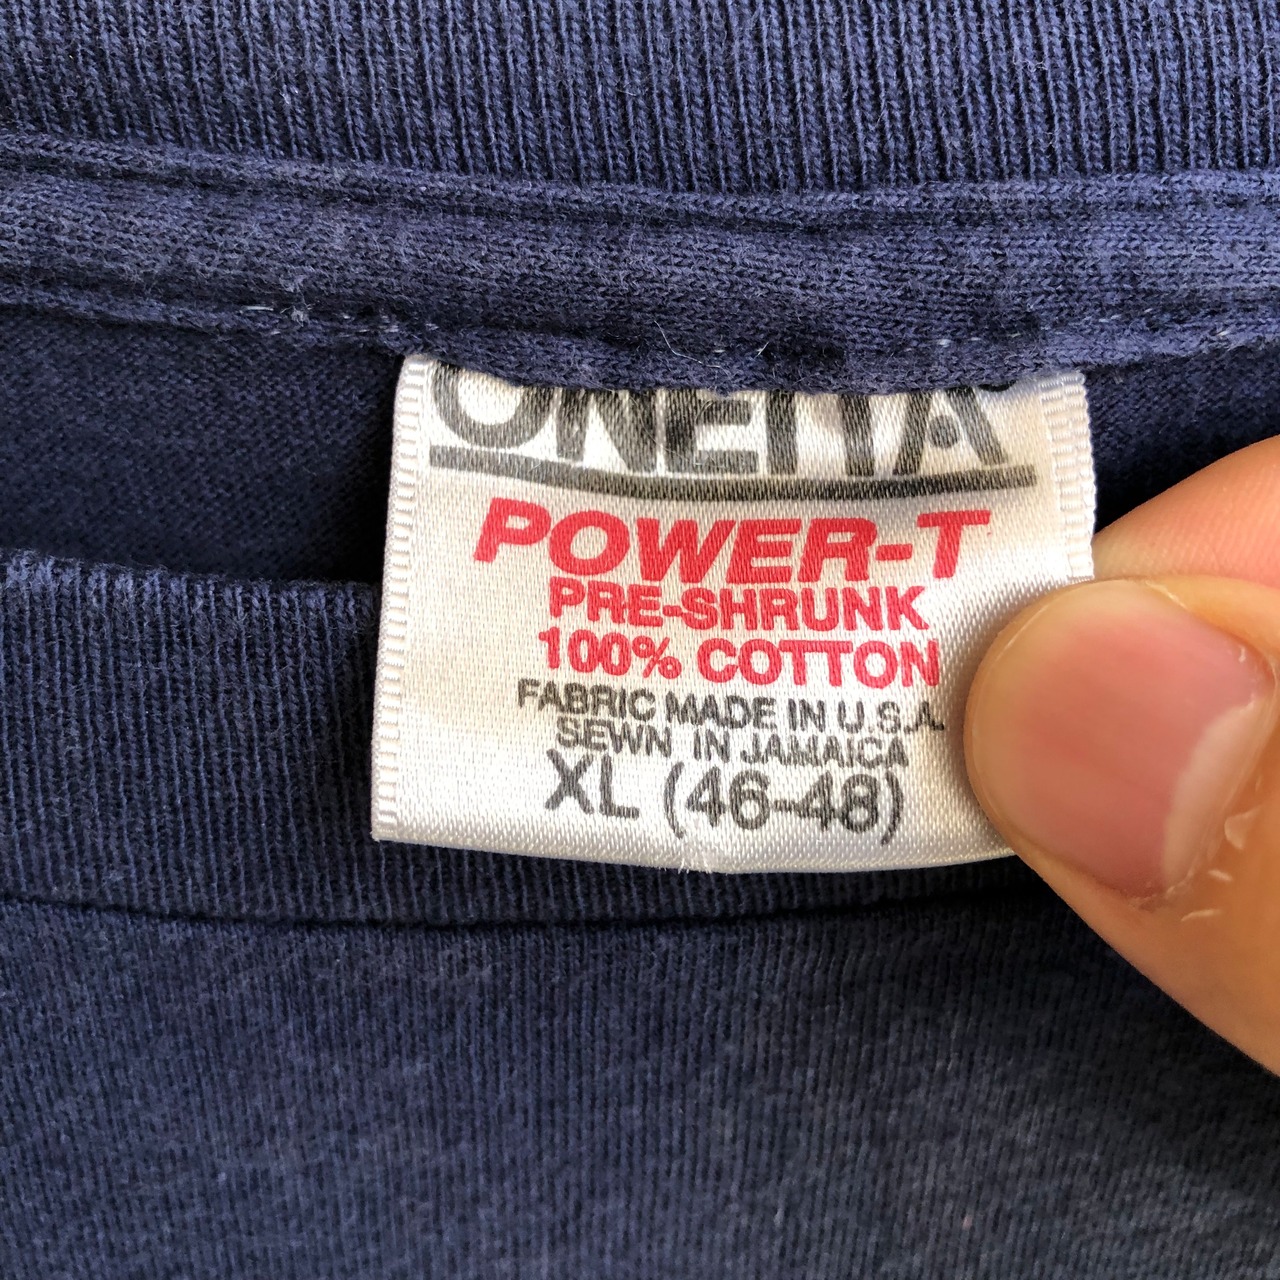 ONEITA
POWER-T
PRE-SHRUNK
100% COTTON
FABRIC MADE IN U.S.A.
SEWN IN JAMAICA
XL (46-48)